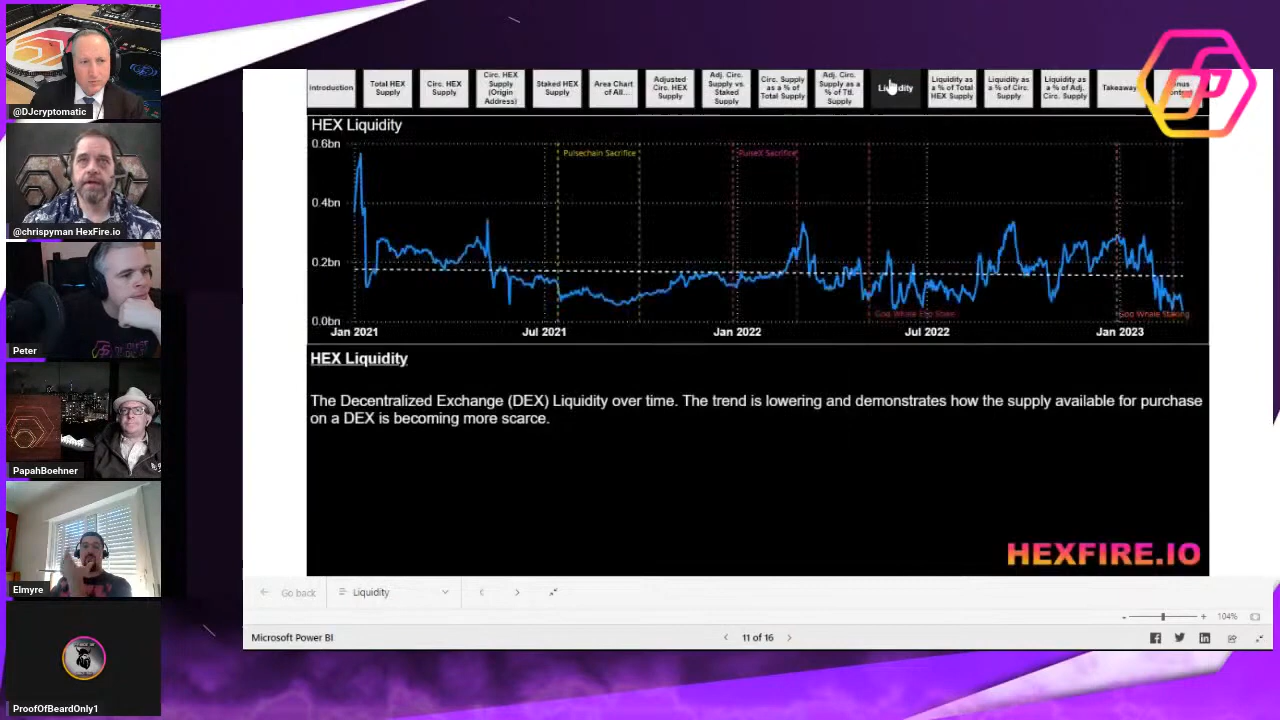 @DJcryptomatic
@chrispyman HexFire.io
Peter
PapahBoehner
Elmyre
ProofOfBeardOnly1
Introduction
Total HEX
Supply
Circ. HEX
Supply
Circ. HEX
Supply
(Origin
Address)
Staked HEX
Supply
Area Chart
of All...
Adjusted
Circ. HEX
Supply
Adj. Circ.
Supply vs.
Staked
Supply
Circ. Supply
as a % of
Total Supply
Adj. Circ.
Supply as a
% of Ttl.
Supply
Liquidity
Liquidity as
a % of Total
HEX Supply
Liquidity as
a % of Circ.
Supply
Liquidity as
a % of Adj.
Circ. Supply
Takeaway
HEX Liquidity
0.6bn
0.4bn
0.2bn
0.0bn
Pulsechain Sacrifice
PulseX Sacrifice
Goo Whale Staking
Jan 2021
Jul 2021
Jan 2022
Jul 2022
Jan 2023
HEX Liquidity
The Decentralized Exchange (DEX) Liquidity over time. The trend is lowering and demonstrates how the supply available for purchase
on a DEX is becoming more scarce.
HEXFIRE.IO
Go back
Liquidity
104%
Microsoft Power BI
11 of 16